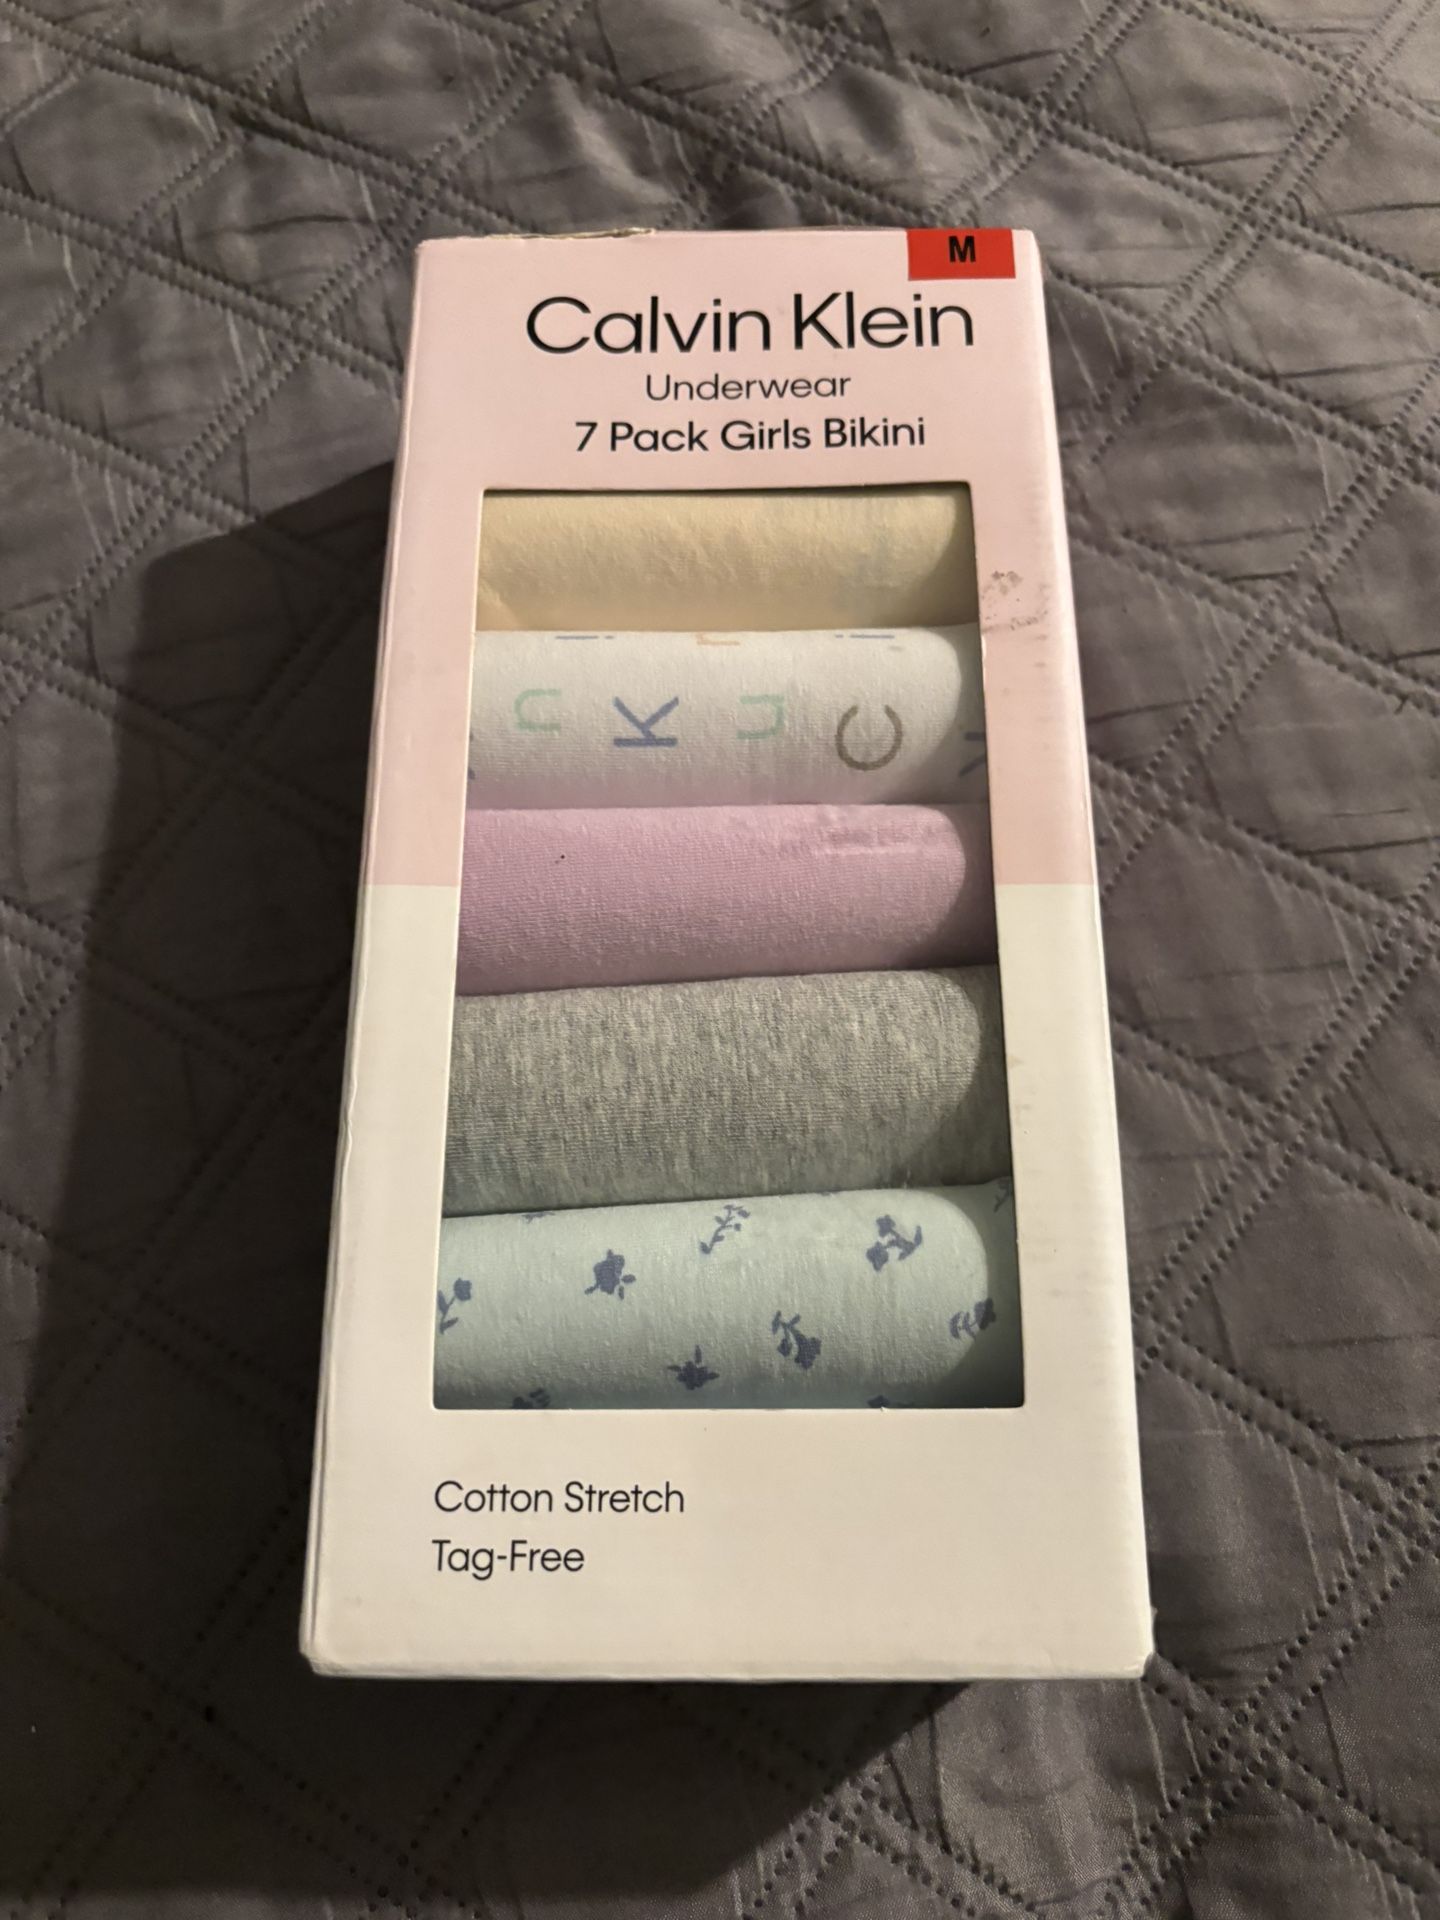 M
Calvin Klein
Underwear
7 Pack Girls Bikini
n K u C
Cotton Stretch
Tag-Free